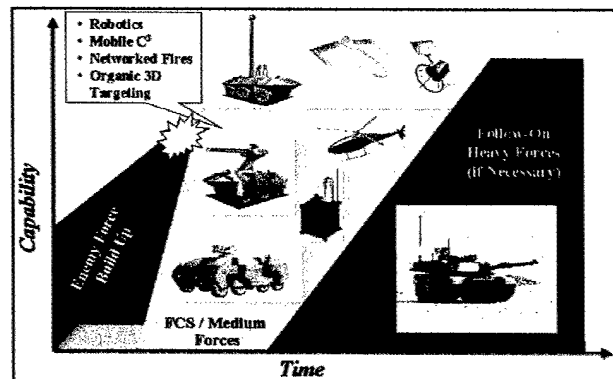 • Robotics
• Mobile C³
• Networked Fires
• Organic 3D
Targeting
Capability
Enemy Force
Build Up
Follow-On
Heavy Forces
(If Necessary)
FCS / Medium
Forces
Time